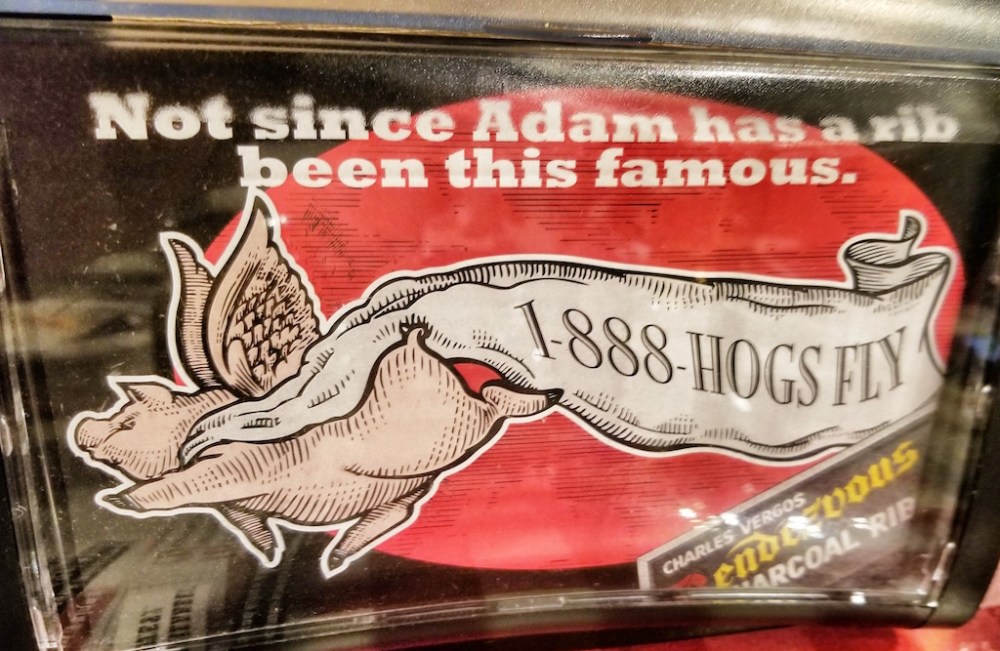 Not since Adam has a rib
been this famous.
1-888-HOGS FLY
CHARLES VERGOS
Rendezvous
CHARCOAL RIB